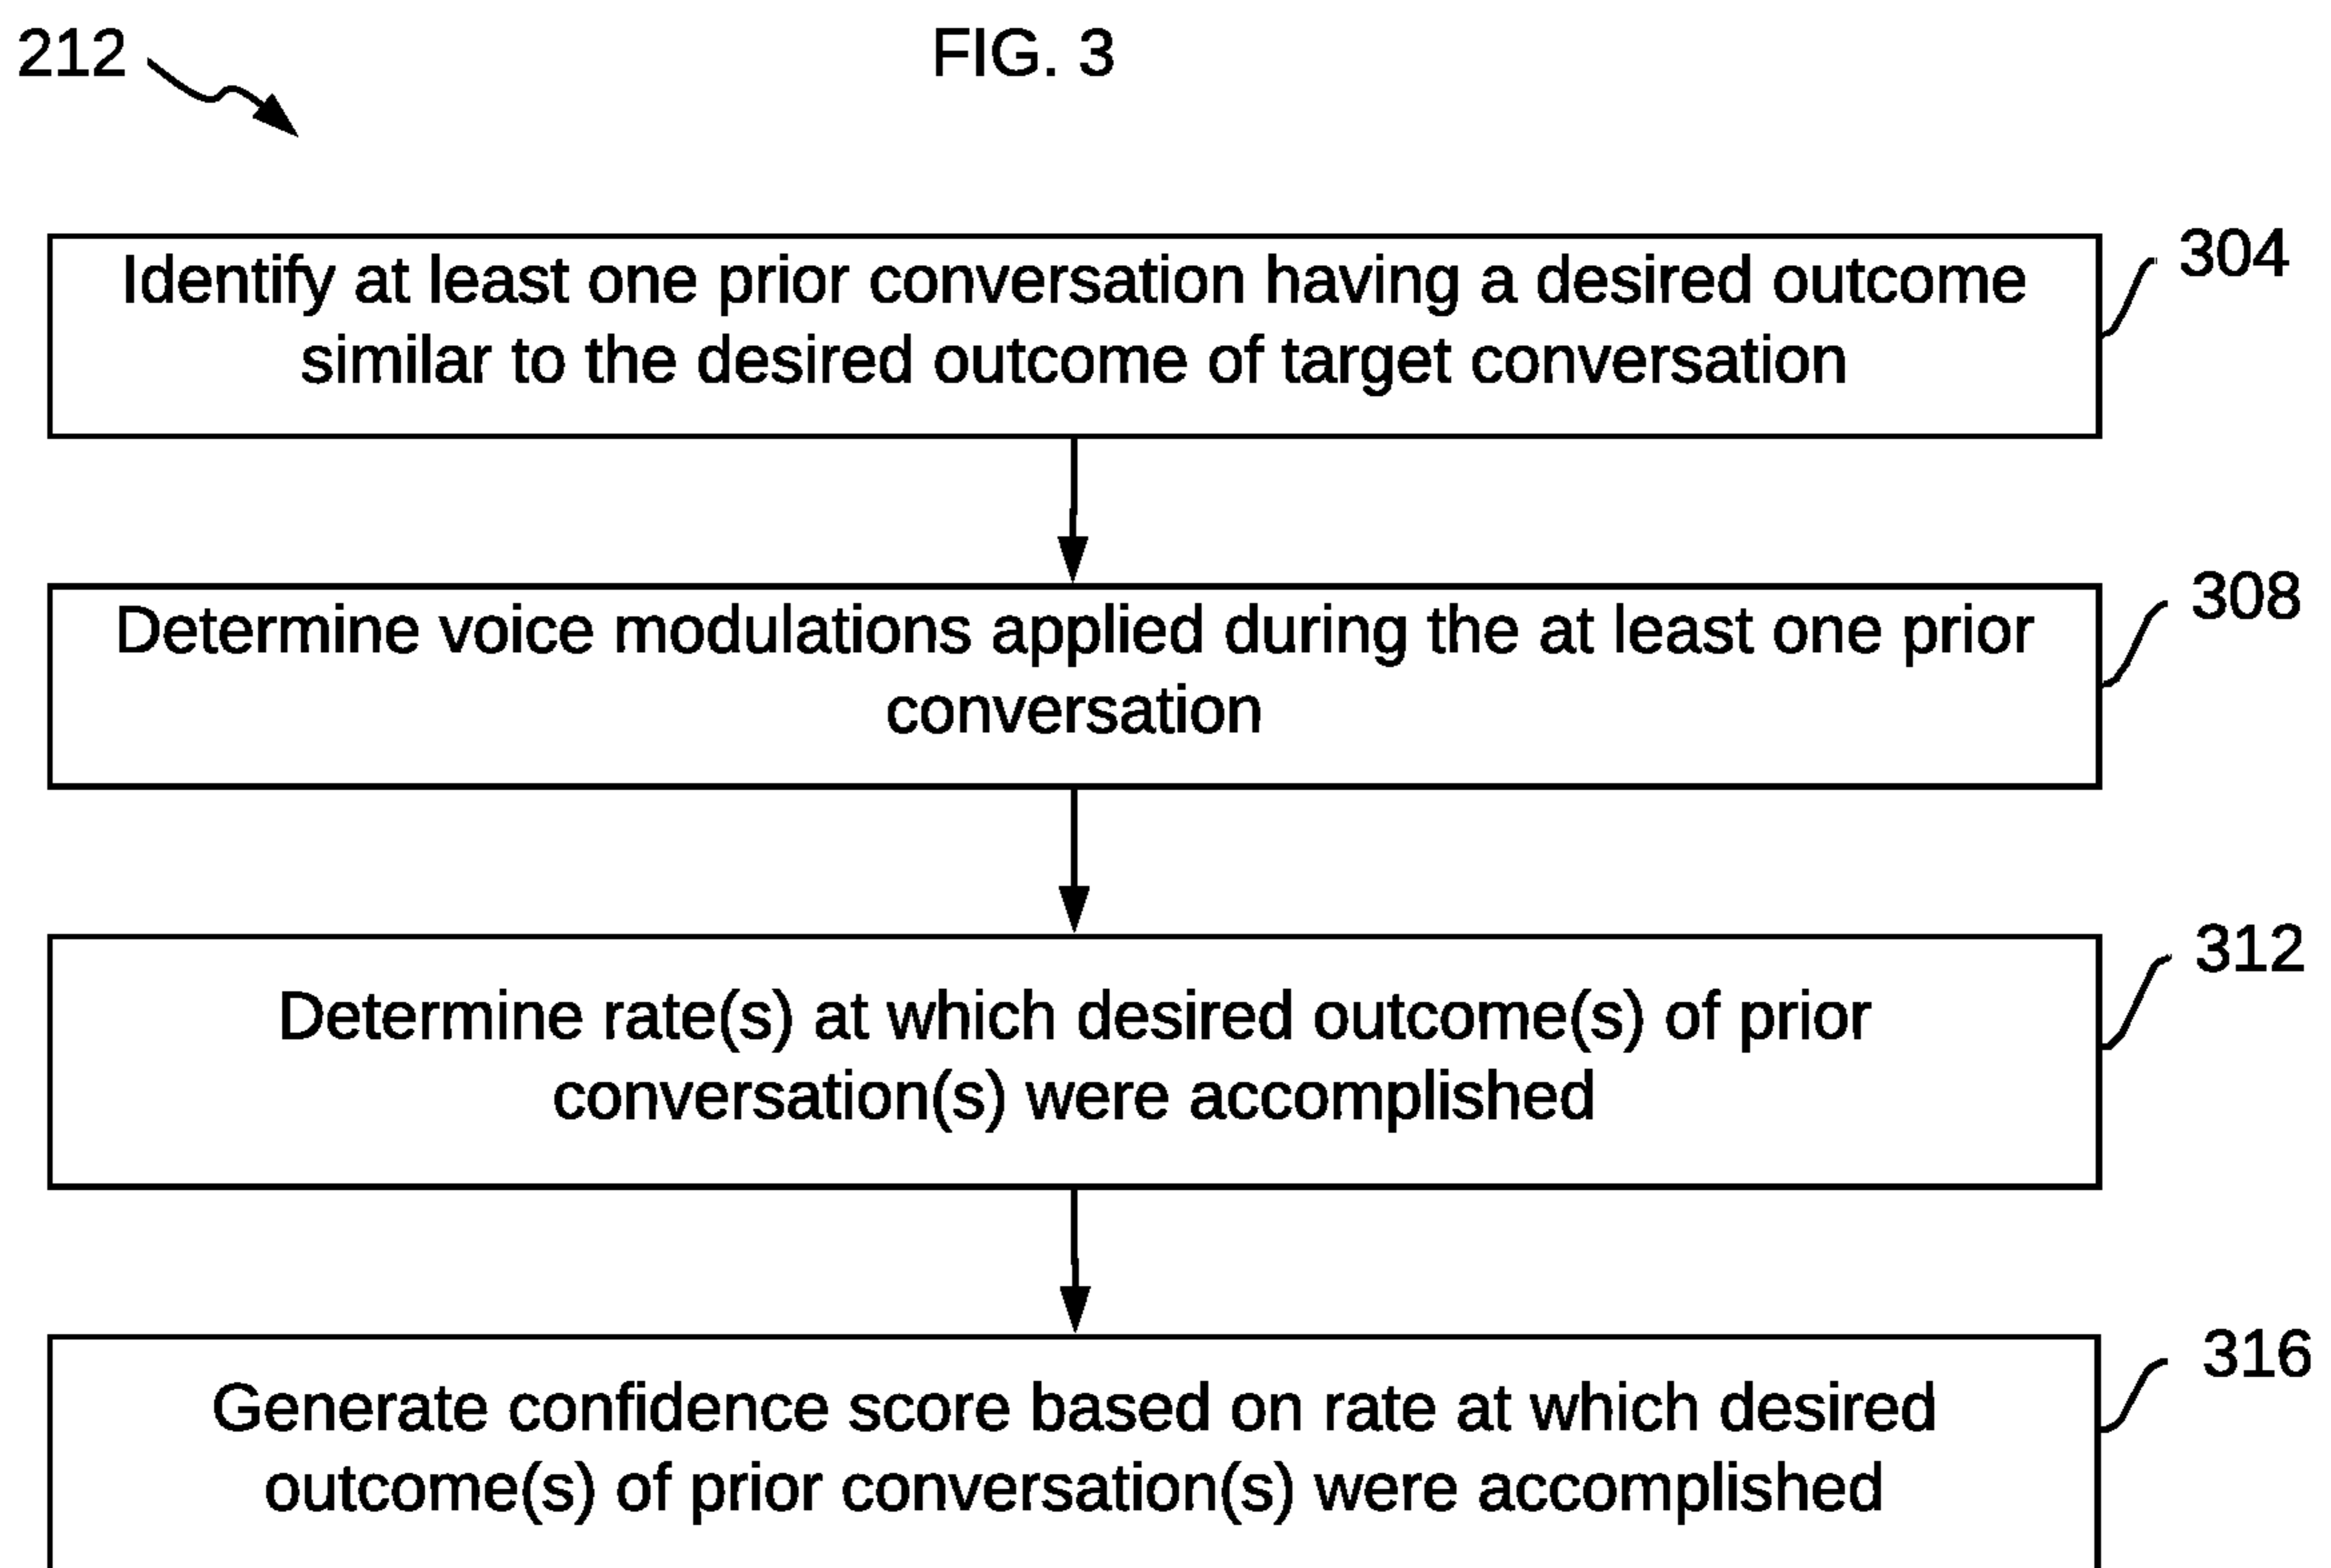 212
FIG. 3
304
Identify at least one prior conversation having a desired outcome
similar to the desired outcome of target conversation
308
Determine voice modulations applied during the at least one prior
conversation
312
Determine rate(s) at which desired outcome(s) of prior
conversation(s) were accomplished
316
Generate confidence score based on rate at which desired
outcome(s) of prior conversation(s) were accomplished